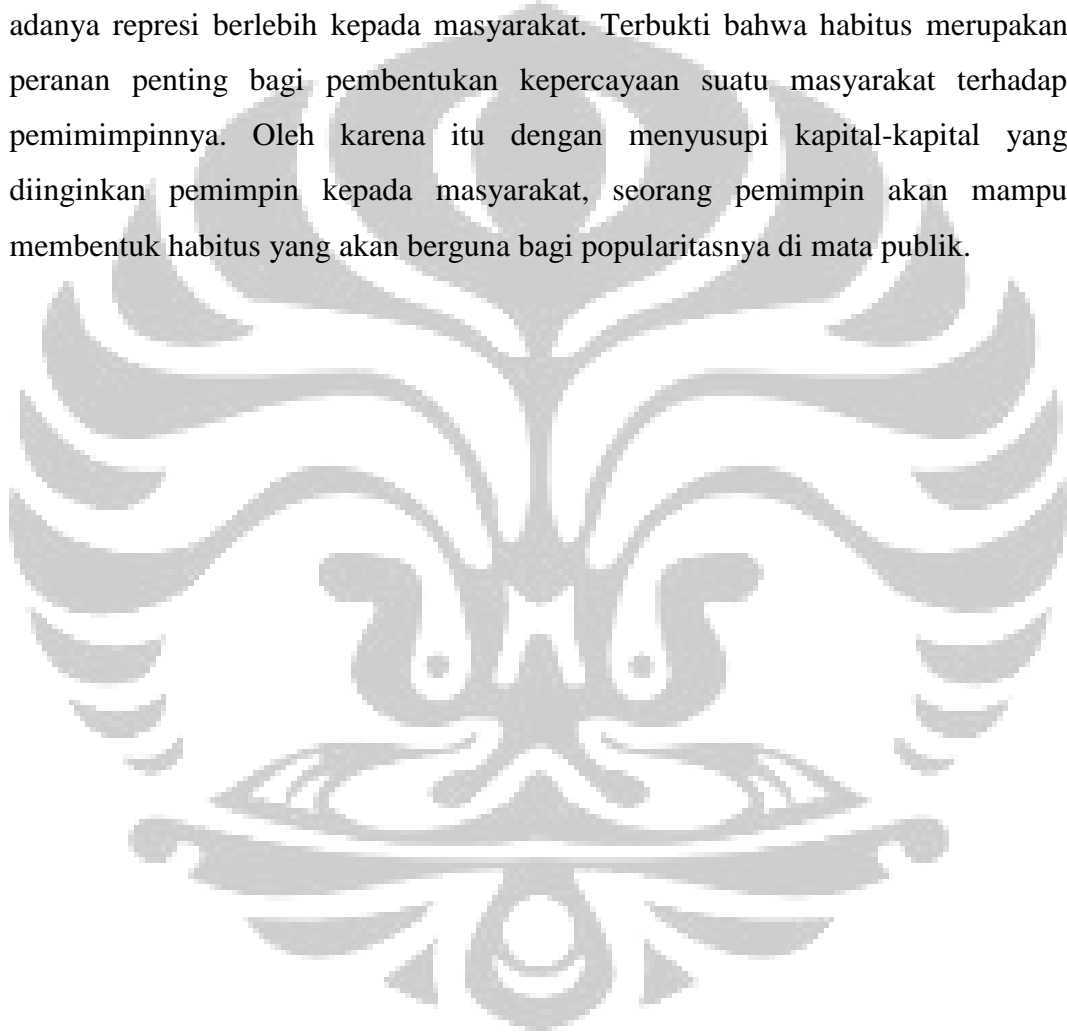 adanya represi berlebih kepada masyarakat. Terbukti bahwa habitus merupakan
peranan penting bagi pembentukan kepercayaan suatu masyarakat terhadap
pemimimpinnya. Oleh karena itu dengan menyusupi kapital-kapital yang
diinginkan pemimpin kepada masyarakat, seorang pemimpin akan mampu
membentuk habitus yang akan berguna bagi popularitasnya di mata publik.